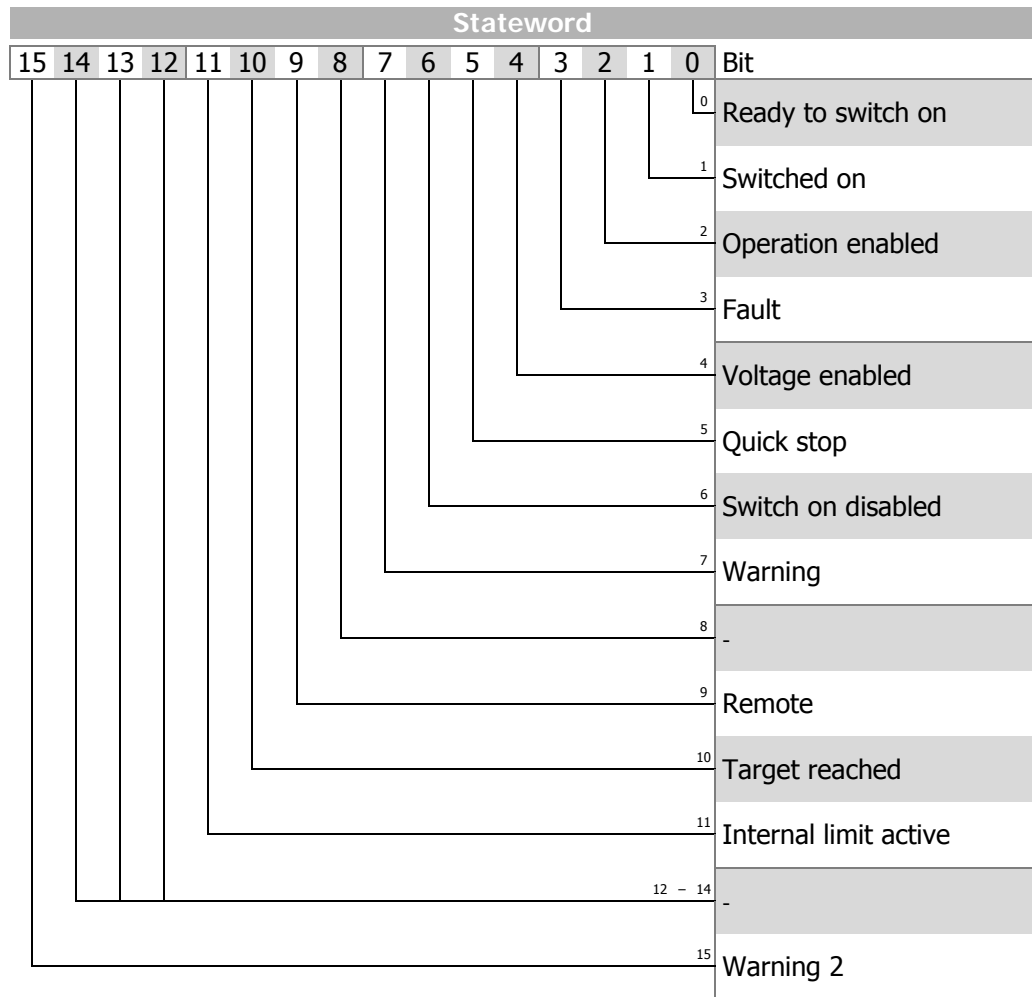 Stateword
15 14 13 12 11 10 9 8 7 6 5 4 3 2 1 0 Bit
0 Ready to switch on
1 Switched on
2 Operation enabled
3 Fault
4 Voltage enabled
5 Quick stop
6 Switch on disabled
7 Warning
8 -
9 Remote
10 Target reached
11 Internal limit active
12 – 14 -
15 Warning 2